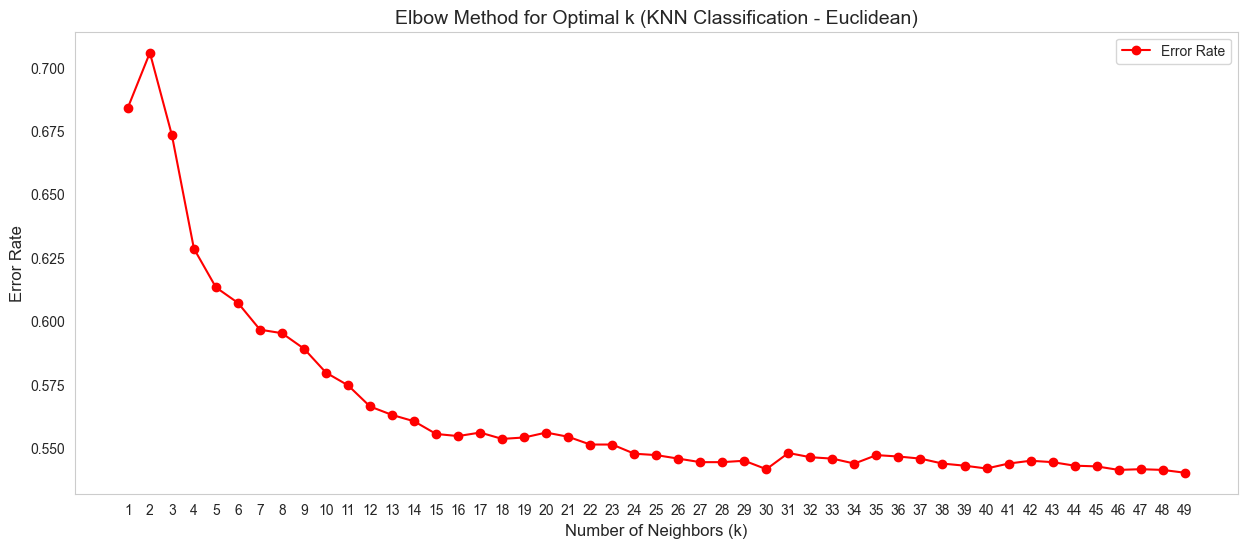 Elbow Method for Optimal k (KNN Classification - Euclidean)
Error Rate
0.700
0.675
0.650
0.625
0.600
0.575
0.550
Error Rate
1 2 3 4 5 6 7 8 9 10 11 12 13 14 15 16 17 18 19 20 21 22 23 24 25 26 27 28 29 30 31 32 33 34 35 36 37 38 39 40 41 42 43 44 45 46 47 48 49
Number of Neighbors (k)